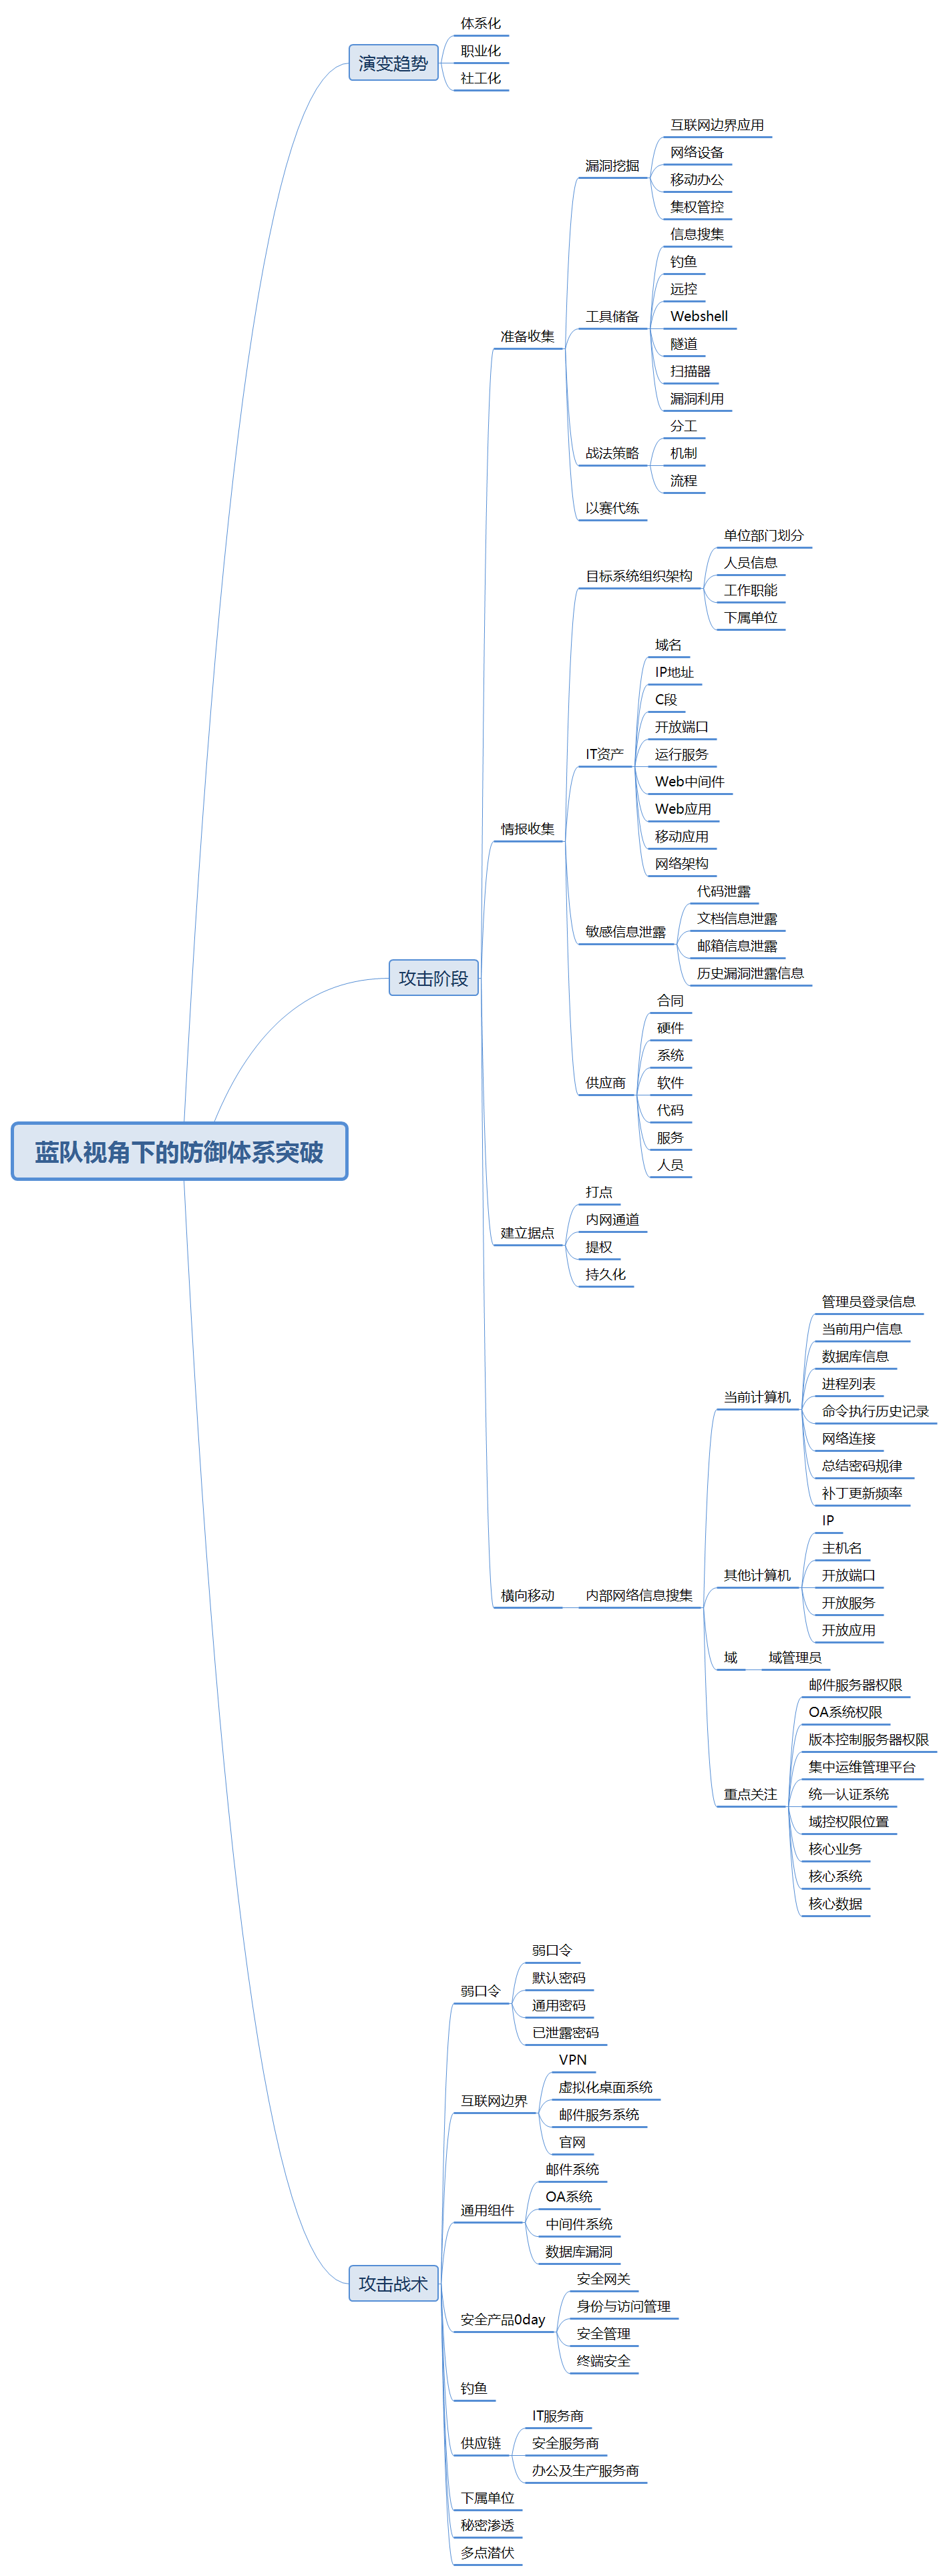 蓝队视角下的防御体系突破
演变趋势
体系化
职业化
社工化
攻击阶段
准备收集
漏洞挖掘
互联网边界应用
网络设备
移动办公
集权管控
工具储备
信息搜集
钓鱼
远控
Webshell
隧道
扫描器
漏洞利用
战法策略
分工
机制
流程
以赛代练
情报收集
目标系统组织架构
单位部门划分
人员信息
工作职能
下属单位
IT资产
域名
IP地址
C段
开放端口
运行服务
Web中间件
Web应用
移动应用
网络架构
敏感信息泄露
代码泄露
文档信息泄露
邮箱信息泄露
历史漏洞泄露信息
供应商
合同
硬件
系统
软件
代码
服务
人员
建立据点
打点
内网通道
提权
持久化
横向移动
内部网络信息搜集
当前计算机
管理员登录信息
当前用户信息
数据库信息
进程列表
命令执行历史记录
网络连接
总结密码规律
补丁更新频率
其他计算机
IP
主机名
开放端口
开放服务
开放应用
域
域管理员
重点关注
邮件服务器权限
OA系统权限
版本控制服务器权限
集中运维管理平台
统一认证系统
域控权限位置
核心业务
核心系统
核心数据
攻击战术
弱口令
弱口令
默认密码
通用密码
已泄露密码
互联网边界
VPN
虚拟化桌面系统
邮件服务系统
官网
通用组件
邮件系统
OA系统
中间件系统
数据库漏洞
安全产品0day
安全网关
身份与访问管理
安全管理
终端安全
钓鱼
供应链
IT服务商
安全服务商
办公及生产服务商
下属单位
秘密渗透
多点潜伏